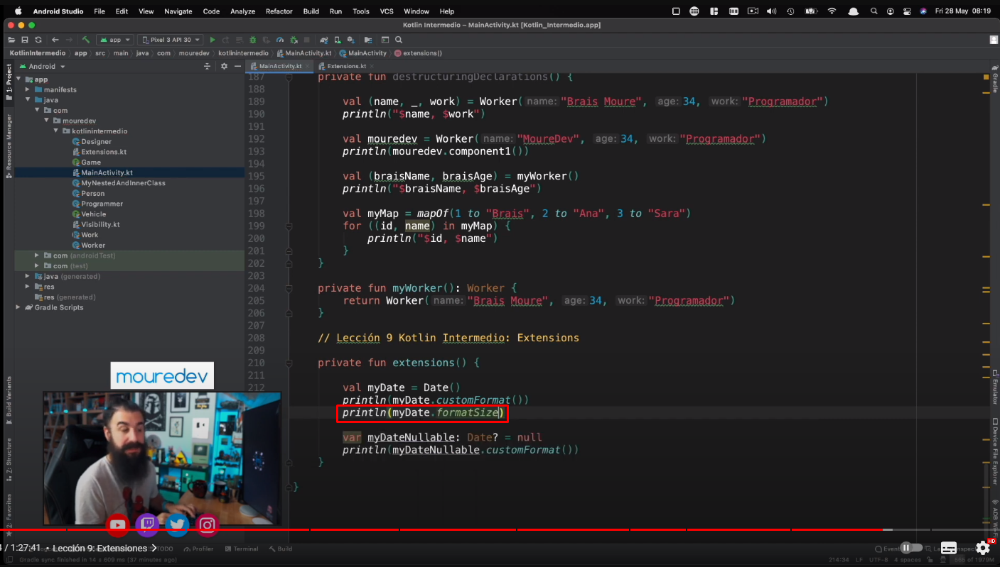 Android Studio File Edit View Navigate Code Analyze Refactor Build Run Tools VCS Window Help Fri 28 May 08:19
Kotlin Intermedio – MainActivity.kt [Kotlin_Intermedio.app]
app Pixel 3 API 30
KotlinIntermedio app src main java com mouredev kotlinintermedio MainActivity.kt MainActivity extensions()
Android MainActivity.kt Extensions.kt
1: Project
Resource Manager
Build Variants
Z: Structure
2: Favorites
app
manifests
java
com
mouredev
kotlinintermedio
Designer
Extensions.kt
Game
MainActivity.kt
MyNestedAndInnerClass
Person
Programmer
Vehicle
Visibility.kt
Work
Worker
com (androidTest)
com (test)
java (generated)
res
res (generated)
Gradle Scripts
187 private fun destructuringDeclarations() {
188
189 val (name, _, work) = Worker( name: "Brais Moure", age: 34, work: "Programador")
190 println("$name, $work")
191
192 val mouredev = Worker( name: "MoureDev", age: 34, work: "Programador")
193 println(mouredev.component1())
194
195 val (braisName, braisAge) = myWorker()
196 println("$braisName, $braisAge")
197
198 val myMap = mapOf(1 to "Brais", 2 to "Ana", 3 to "Sara")
199 for ((id, name) in myMap) {
200 println("$id, $name")
201 }
202 }
203
204 private fun myWorker(): Worker {
205 return Worker( name: "Brais Moure", age: 34, work: "Programador")
206 }
207
208 // Lección 9 Kotlin Intermedio: Extensions
209
210 private fun extensions() {
211
212 val myDate = Date()
println(myDate.customFormat())
println(myDate.formatSize)
var myDateNullable: Date? = null
println(myDateNullable.customFormat())
}
}
Gradle
Emulator
Device File Explorer
mouredev
/ 1:27:41 • Lección 9: Extensiones
TODO Profiler Terminal Build
HD
Gradle sync finished in 14 s 609 ms (37 minutes ago)
214:34 LF UTF-8 4 spaces 565 of 1979M